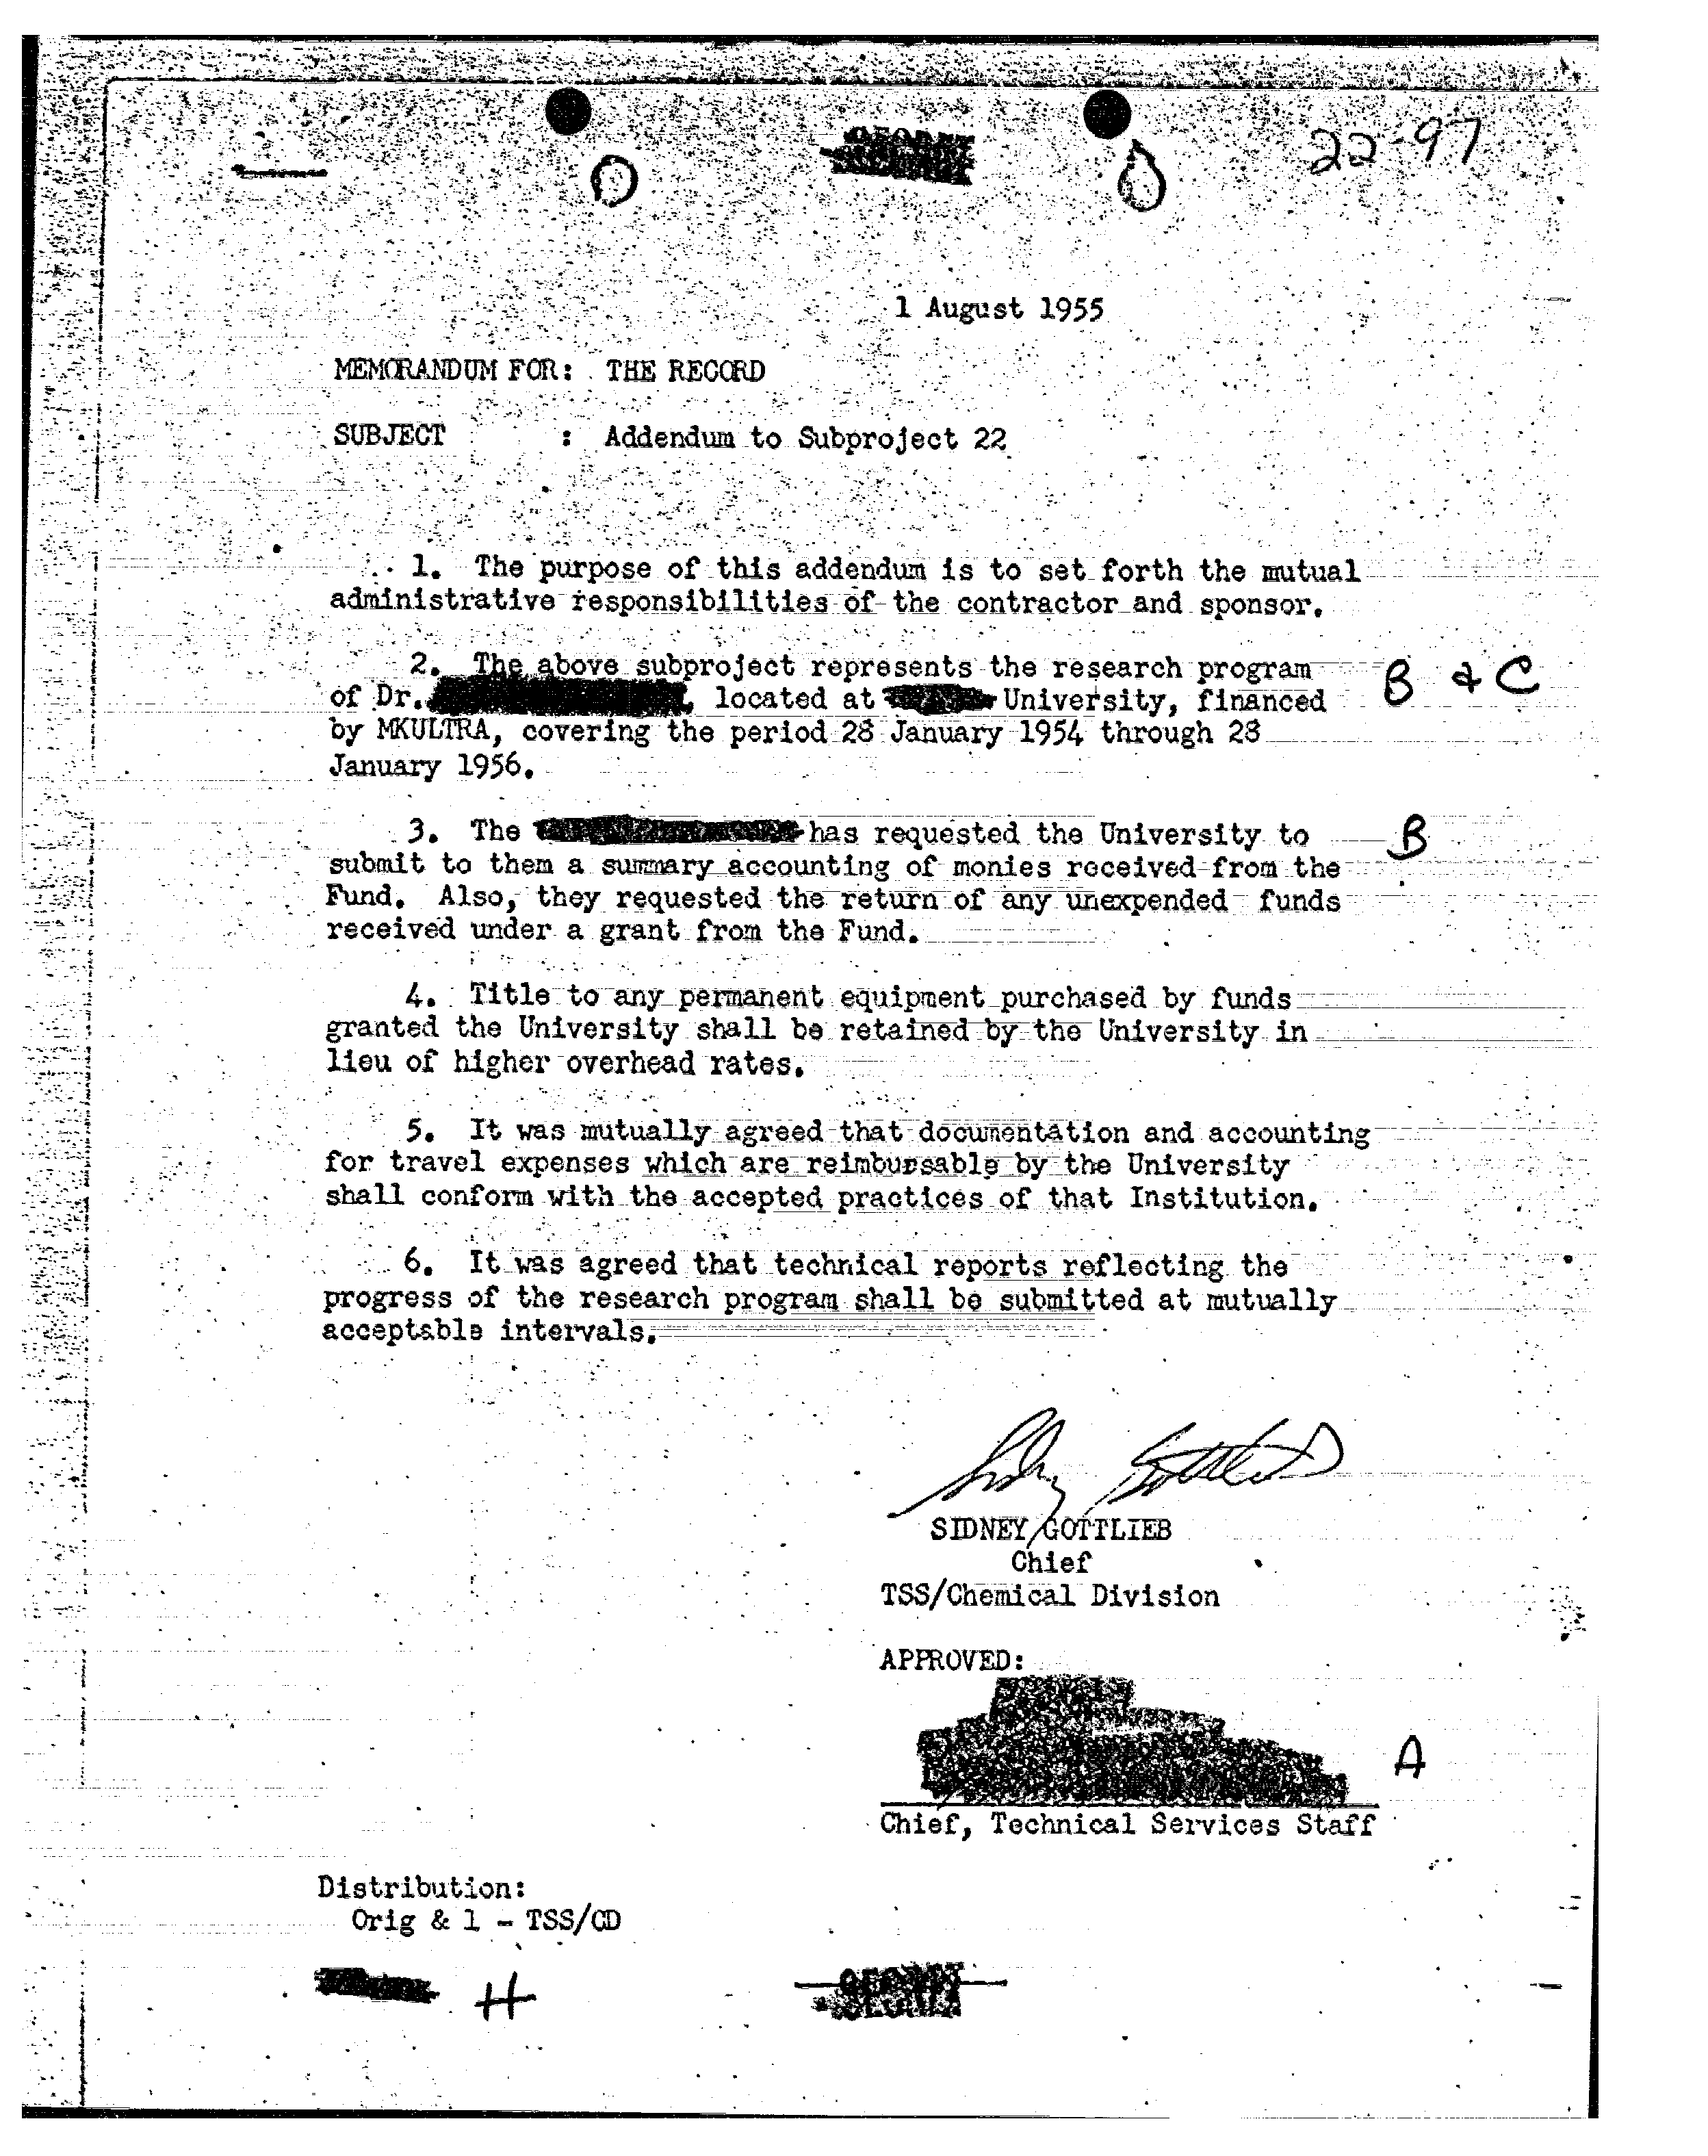 22-97
1 August 1955
MEMORANDUM FOR: THE RECORD
SUBJECT : Addendum to Subproject 22
1. The purpose of this addendum is to set forth the mutual
administrative responsibilities of the contractor and sponsor.
2. The above subproject represents the research program
of Dr. , located at University, financed B & C
by MKULTRA, covering the period 28 January 1954 through 28
January 1956.
3. The has requested the University to B
submit to them a summary accounting of monies received from the
Fund. Also, they requested the return of any unexpended funds
received under a grant from the Fund.
4. Title to any permanent equipment purchased by funds
granted the University shall be retained by the University in
lieu of higher overhead rates.
5. It was mutually agreed that documentation and accounting
for travel expenses which are reimbursable by the University
shall conform with the accepted practices of that Institution.
6. It was agreed that technical reports reflecting the
progress of the research program shall be submitted at mutually
acceptable intervals.
Sidney Gottlieb
SIDNEY GOTTLIEB
Chief
TSS/Chemical Division
APPROVED:
A
Chief, Technical Services Staff
Distribution:
Orig & 1 - TSS/CD
H